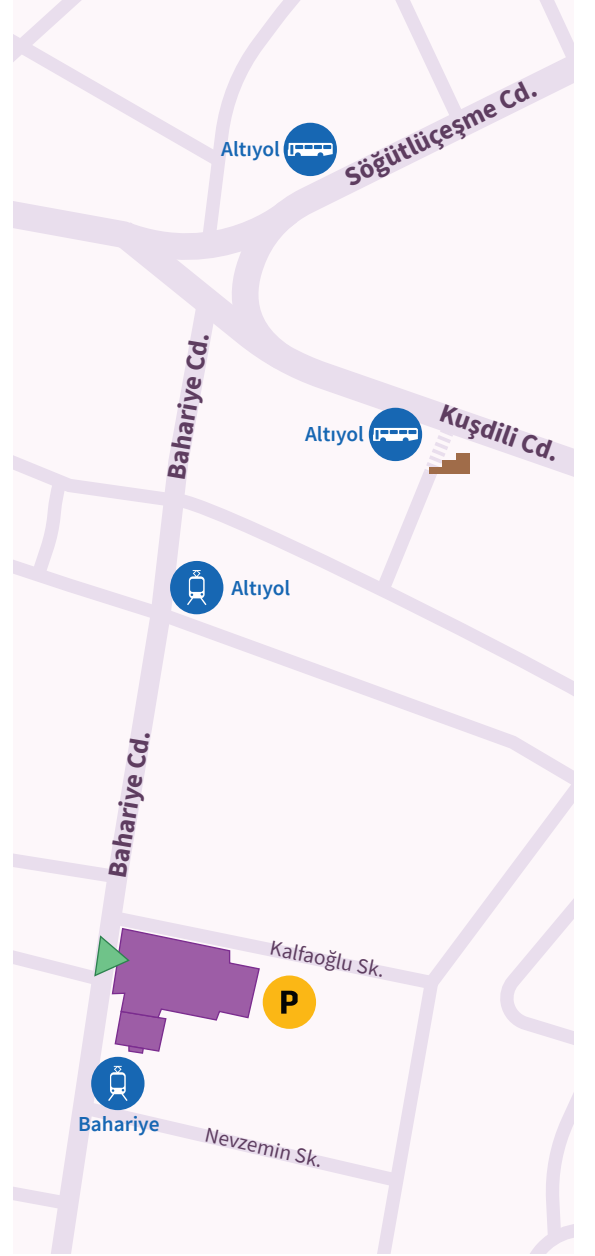 Söğütlüçeşme Cd.
Altıyol
Bahariye Cd.
Kuşdili Cd.
Altıyol
Altıyol
Bahariye Cd.
Kalfaoğlu Sk.
P
Bahariye
Nevzemin Sk.